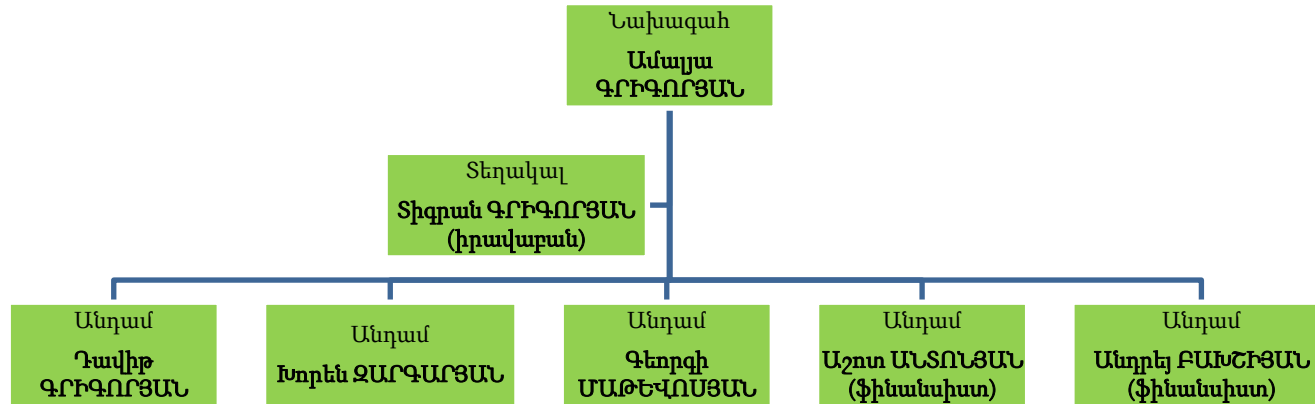 Նախագահ
Ամալյա
ԳՐԻԳՈՐՅԱՆ
Տեղակալ
Տիգրան ԳՐԻԳՈՐՅԱՆ
(իրավաբան)
Անդամ
Դավիթ
ԳՐԻԳՈՐՅԱՆ
Անդամ
Խորեն ԶԱՐԳԱՐՅԱՆ
Անդամ
Գեորգի
ՄԱԹԵՎՈՍՅԱՆ
Անդամ
Աշոտ ԱՆՏՈՆՅԱՆ
(ֆինանսիստ)
Անդամ
Անդրեյ ԲԱԽՇԻՅԱՆ
(ֆինանսիստ)